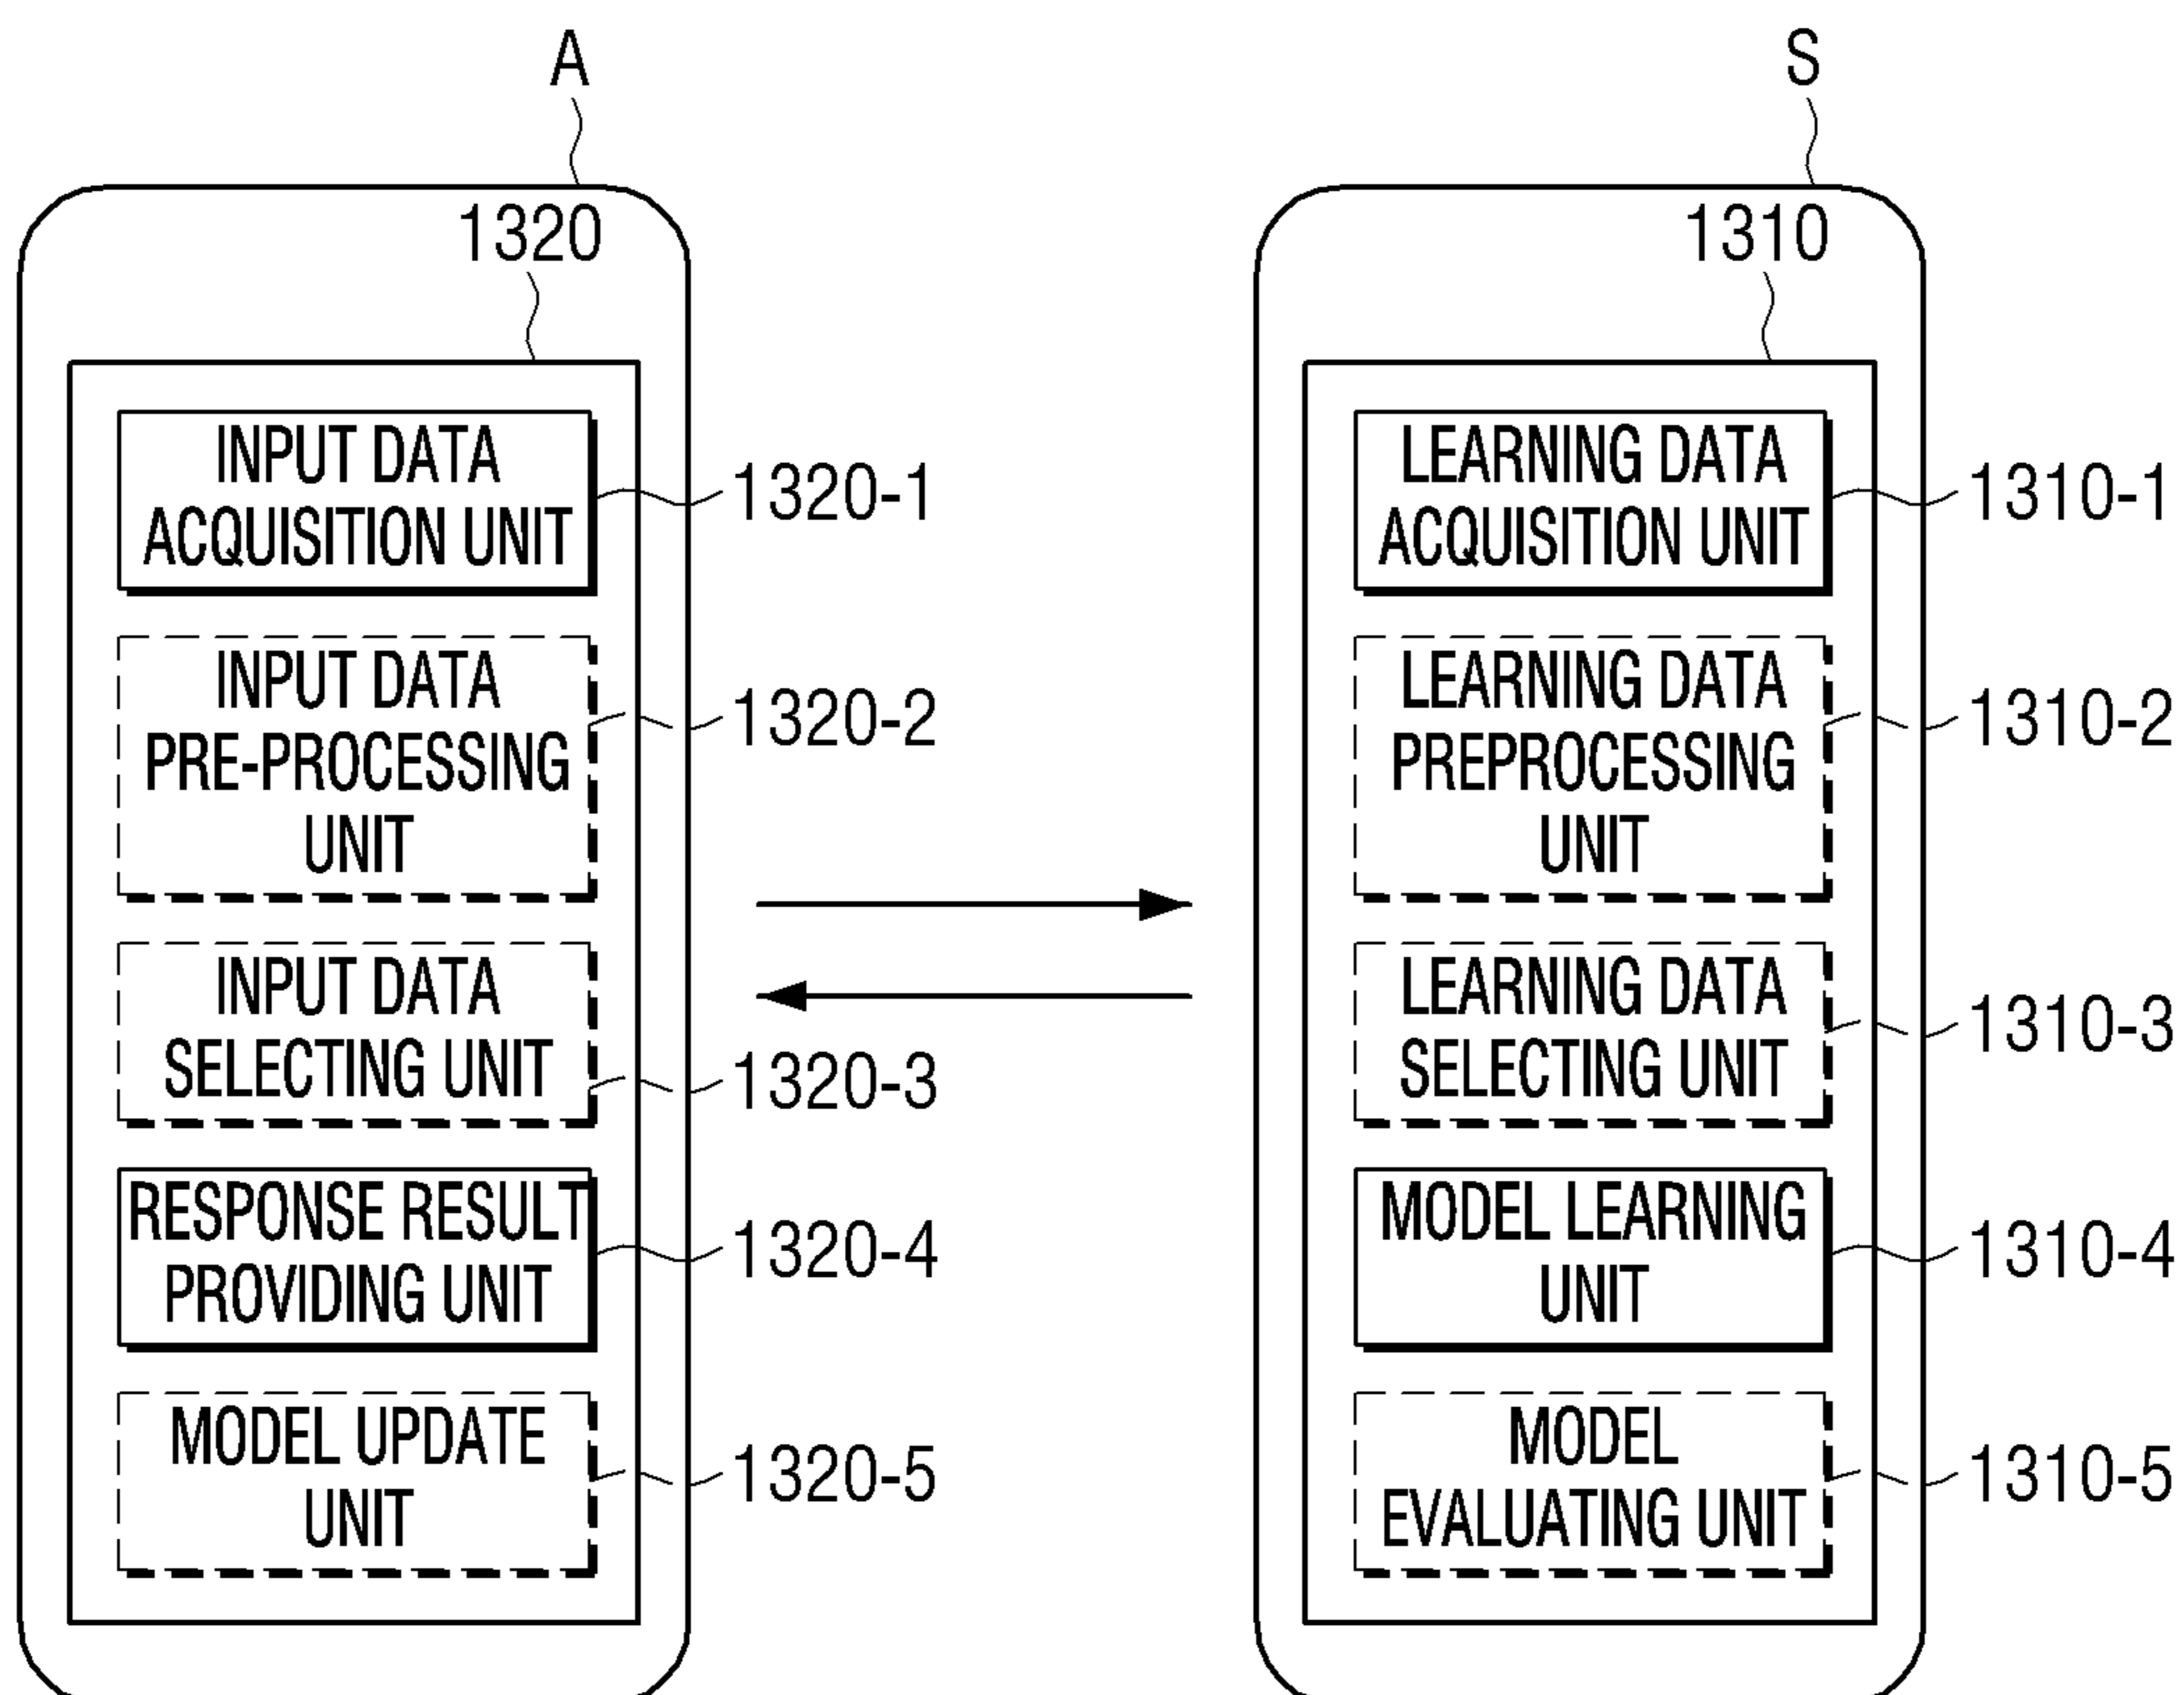 A
1320
INPUT DATA
ACQUISITION UNIT
1320-1
INPUT DATA
PRE-PROCESSING
UNIT
1320-2
INPUT DATA
SELECTING UNIT
1320-3
RESPONSE RESULT
PROVIDING UNIT
1320-4
MODEL UPDATE
UNIT
1320-5
S
1310
LEARNING DATA
ACQUISITION UNIT
1310-1
LEARNING DATA
PREPROCESSING
UNIT
1310-2
LEARNING DATA
SELECTING UNIT
1310-3
MODEL LEARNING
UNIT
1310-4
MODEL
EVALUATING UNIT
1310-5